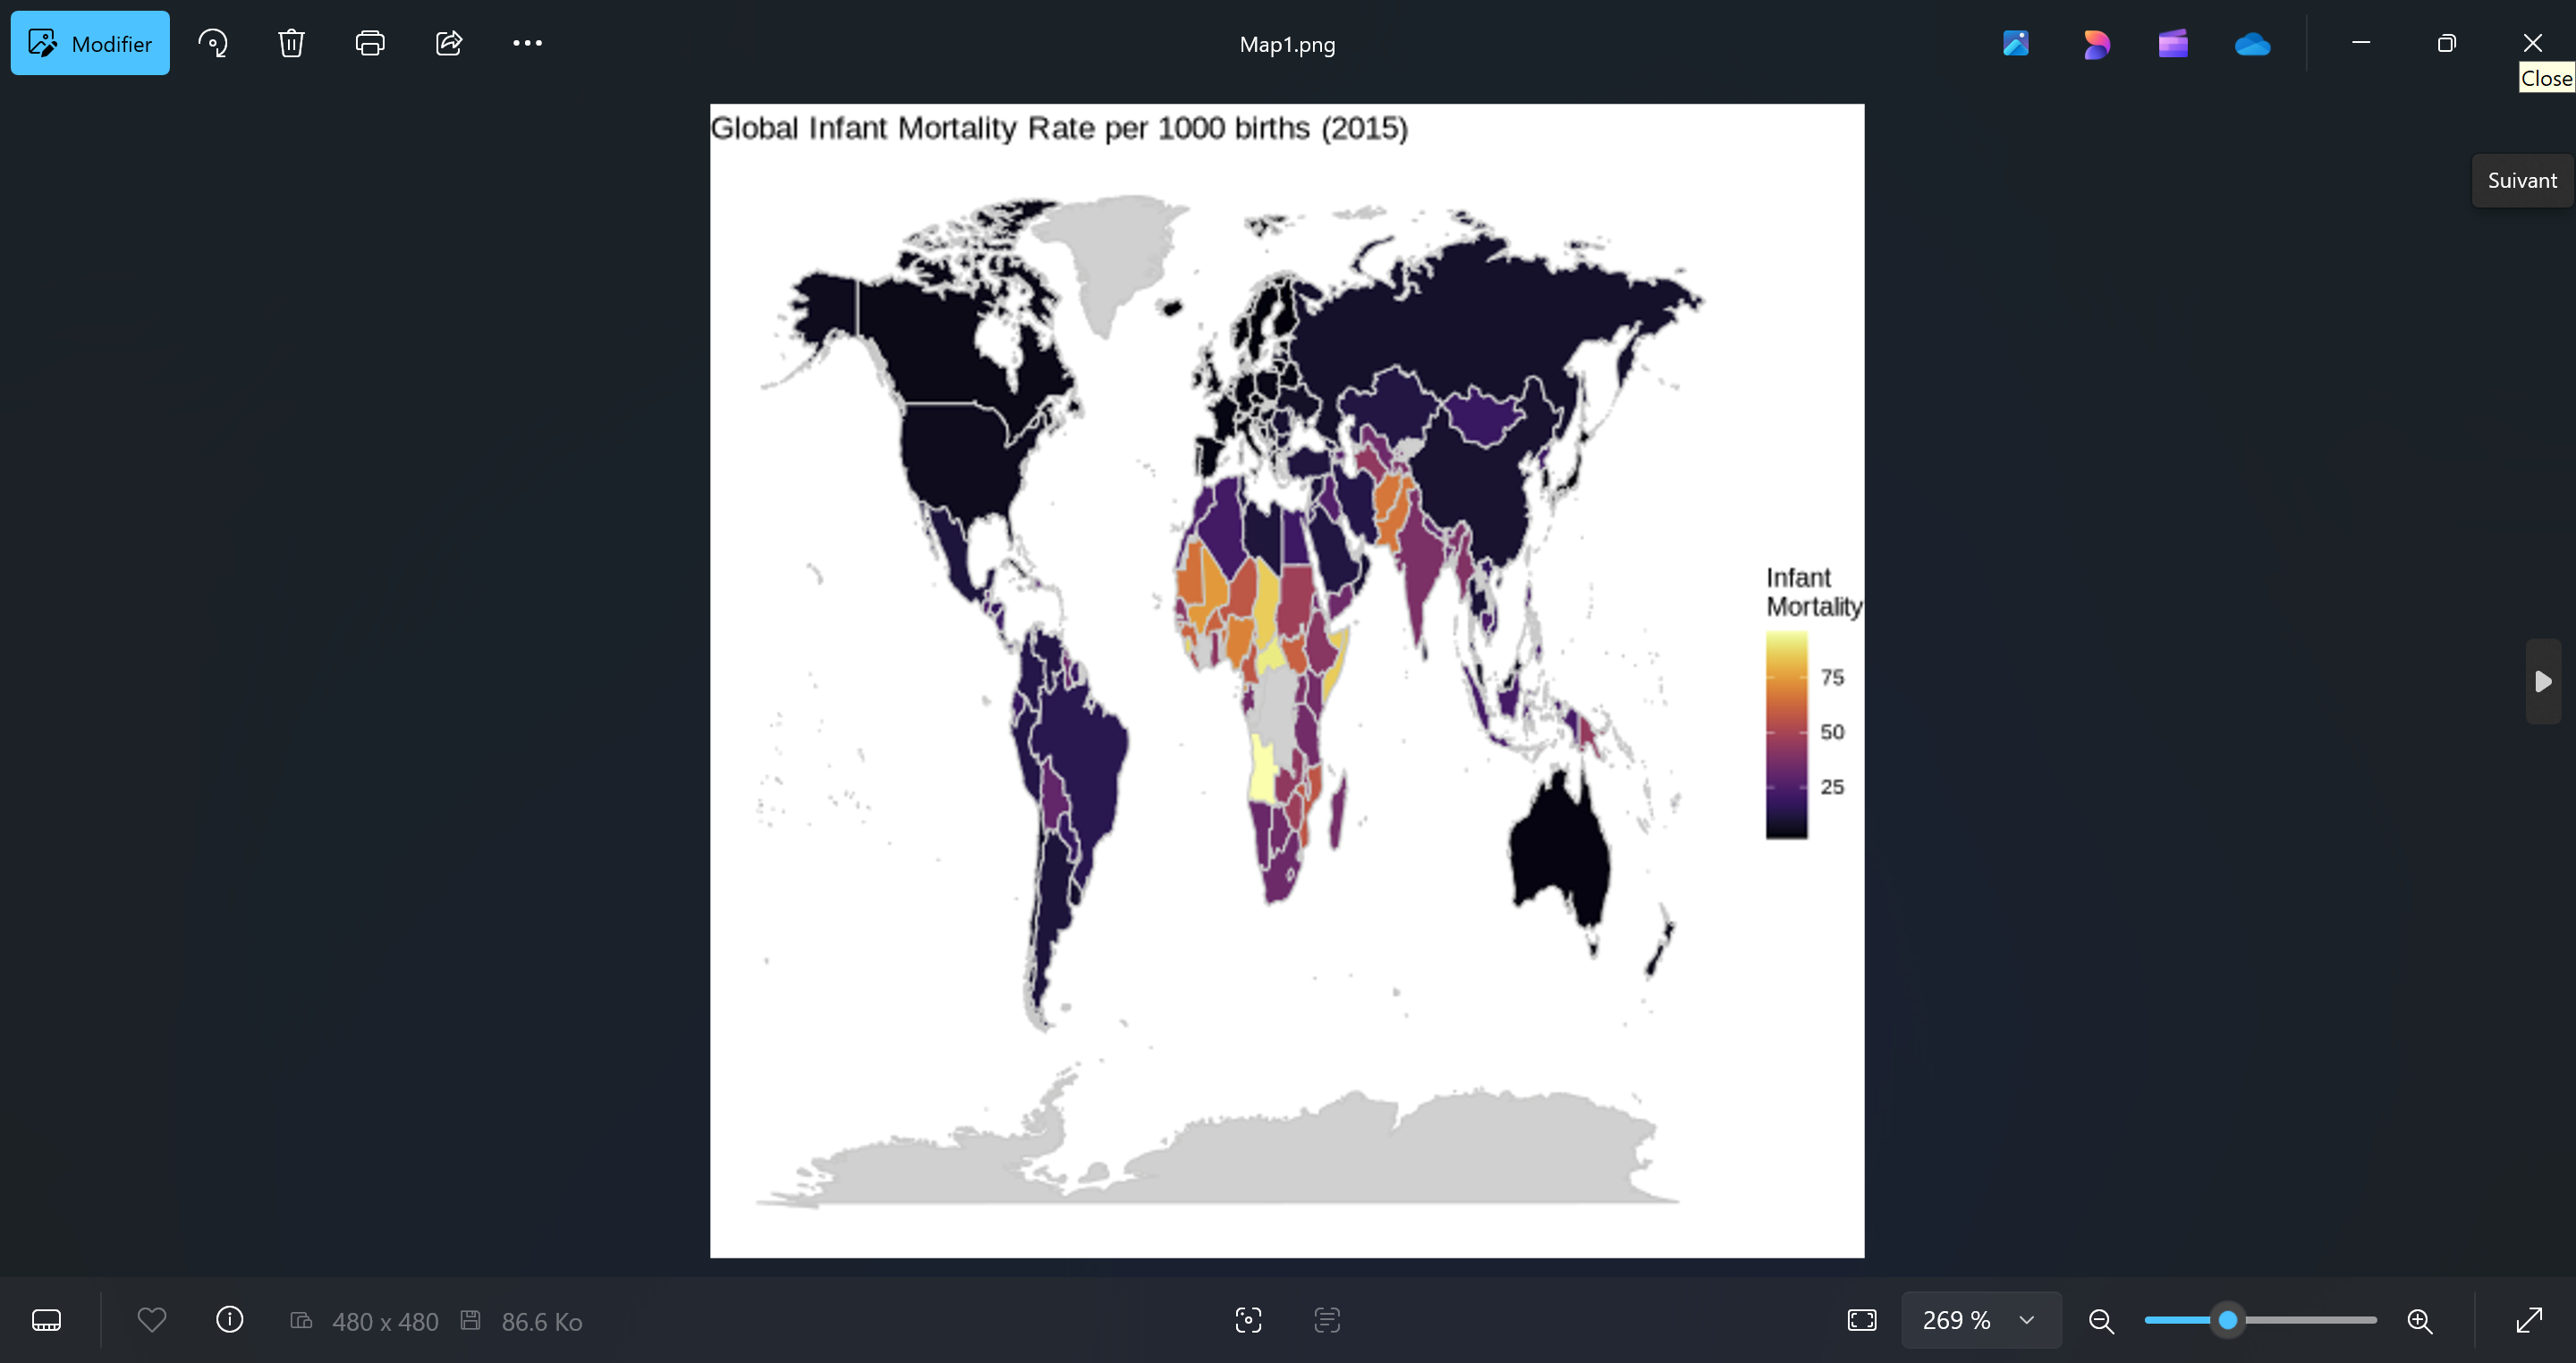 Modifier
Map1.png
Close
Suivant
Global Infant Mortality Rate per 1000 births (2015)
Infant
Mortality
75
50
25
480 x 480
86.6 Ko
269 %